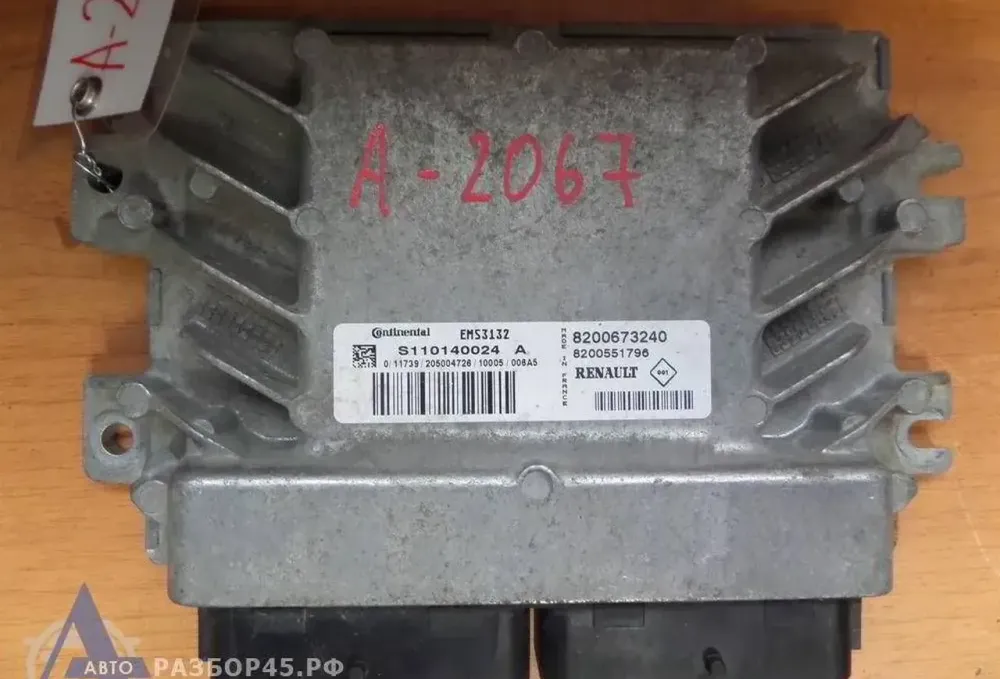 A-2
A-2067
Continental EMS3132
S110140024 A
0/11739/205004726/10005/008A5
MADE IN FRANCE
8200673240
8200551796
RENAULT 001
АВТО РАЗБОР45.РФ